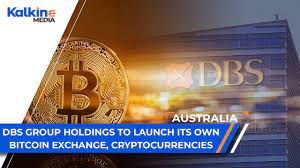 Kalkine
MEDIA
DBS
AUSTRALIA
DBS GROUP HOLDINGS TO LAUNCH ITS OWN
BITCOIN EXCHANGE, CRYPTOCURRENCIES